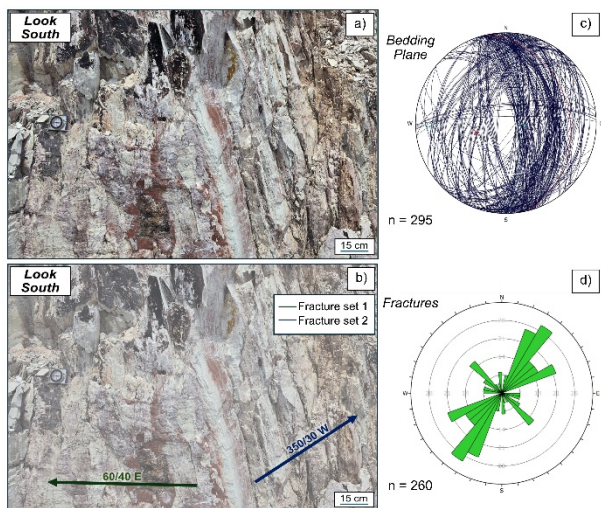 Look
South
a)
15 cm
Look
South
b)
Fracture set 1
Fracture set 2
350/30 W
60/40 E
15 cm
Bedding
Plane
c)
N
W
S
n = 295
Fractures
d)
N
W
E
S
n = 260